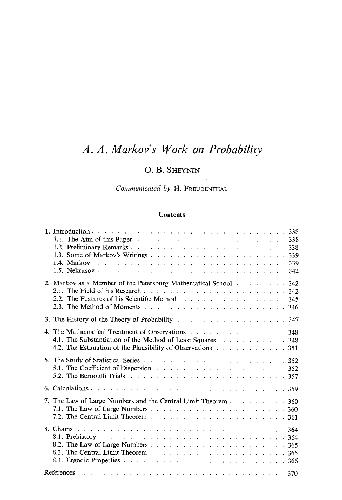 A. A. Markov's Work on Probability
O. B. SHEYNIN
Communicated by H. FREUDENTHAL
Contents
1. Introduction . . . 338
1.1. The Aim of this Paper . . . 338
1.2. Preliminary Remarks . . . 338
1.3. Some of Markov's Writings . . . 339
1.4. Markov . . . 339
1.5. Nekrasov . . . 342
2. Markov as a Member of the Petersburg Mathematical School . . . 342
2.1. The Field of his Research . . . 342
2.2. The Features of his Scientific Method . . . 345
2.3. The Method of Moments . . . 346
3. The History of the Theory of Probability . . . 347
4. The Mathematical Treatment of Observations . . . 348
4.1. The Substantiation of the Method of Least Squares . . . 348
4.2. The Estimation of the Plausibility of Observations . . . 351
5. The Study of Statistical Series . . . 352
5.1. The Coefficient of Dispersion . . . 352
5.2. The Bernoulli Trials . . . 357
6. Calculations . . . 359
7. The Law of Large Numbers and the Central Limit Theorem . . . 360
7.1. The Law of Large Numbers . . . 360
7.2. The Central Limit Theorem . . . 361
8. Chains . . . 364
8.1. Prehistory . . . 364
8.2. The Law of Large Numbers . . . 365
8.3. The Central Limit Theorem . . . 365
8.4. Ergodic Properties . . . 366
References . . . 370